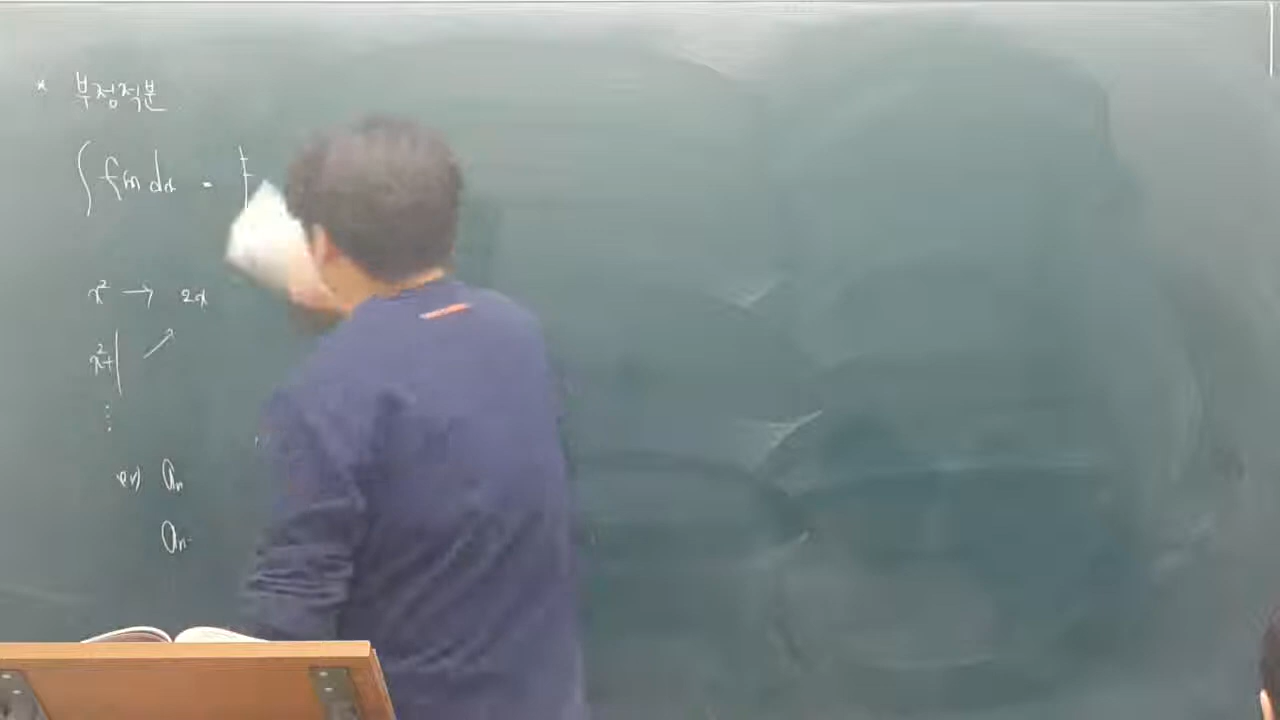 * 부정적분
∫ f(x) dx = F
x² → 2x
x²+1 ↗
⋮
ex) aₙ
aₙ